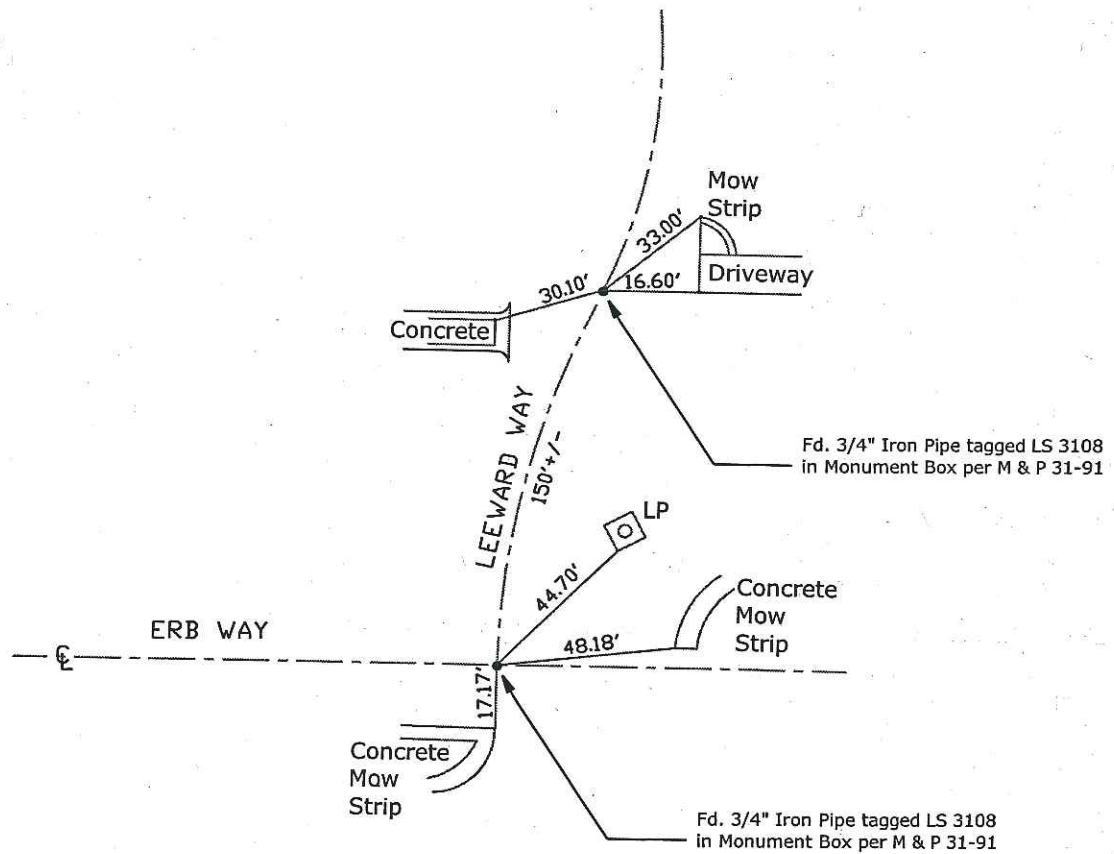 Mow
Strip
33.00'
Driveway
16.60'
30.10'
Concrete
Fd. 3/4" Iron Pipe tagged LS 3108
in Monument Box per M & P 31-91
LEEWARD WAY
150'+/-
LP
44.70'
Concrete
Mow
Strip
ERB WAY
48.18'
℄
17.17'
Concrete
Mow
Strip
Fd. 3/4" Iron Pipe tagged LS 3108
in Monument Box per M & P 31-91